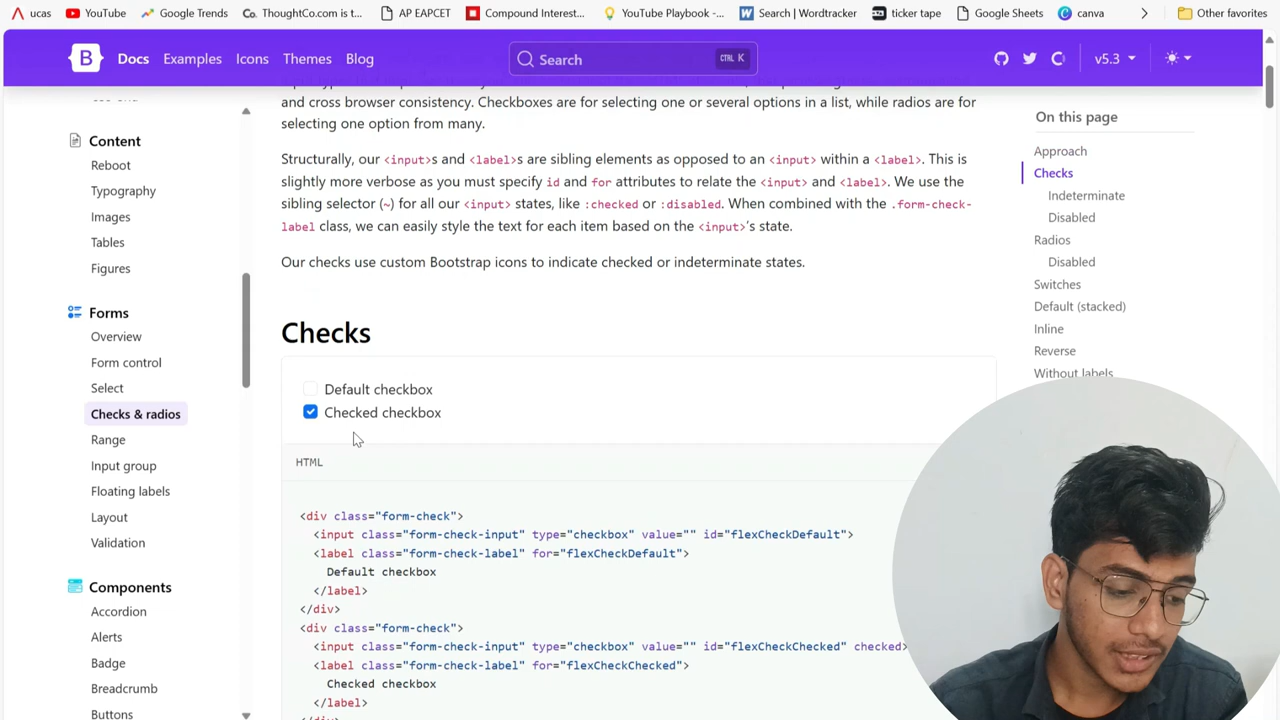 ucas
YouTube
Google Trends
Co. ThoughtCo.com is t...
AP EAPCET
Compound Interest...
YouTube Playbook -...
W Search | Wordtracker
ticker tape
Google Sheets
canva
Other favorites
B
Docs
Examples
Icons
Themes
Blog
Search
CTRL K
v5.3
and cross browser consistency. Checkboxes are for selecting one or several options in a list, while radios are for
selecting one option from many.
Structurally, our <input>s and <label>s are sibling elements as opposed to an <input> within a <label>. This is
slightly more verbose as you must specify id and for attributes to relate the <input> and <label>. We use the
sibling selector (~) for all our <input> states, like :checked or :disabled. When combined with the .form-check-
label class, we can easily style the text for each item based on the <input>'s state.
Our checks use custom Bootstrap icons to indicate checked or indeterminate states.
Checks
Default checkbox
Checked checkbox
HTML
<div class="form-check">
<input class="form-check-input" type="checkbox" value="" id="flexCheckDefault">
<label class="form-check-label" for="flexCheckDefault">
Default checkbox
</label>
</div>
<div class="form-check">
<input class="form-check-input" type="checkbox" value="" id="flexCheckChecked" checked>
<label class="form-check-label" for="flexCheckChecked">
Checked checkbox
</label>
</div>
Content
Reboot
Typography
Images
Tables
Figures
Forms
Overview
Form control
Select
Checks & radios
Range
Input group
Floating labels
Layout
Validation
Components
Accordion
Alerts
Badge
Breadcrumb
Buttons
On this page
Approach
Checks
Indeterminate
Disabled
Radios
Disabled
Switches
Default (stacked)
Inline
Reverse
Without labels